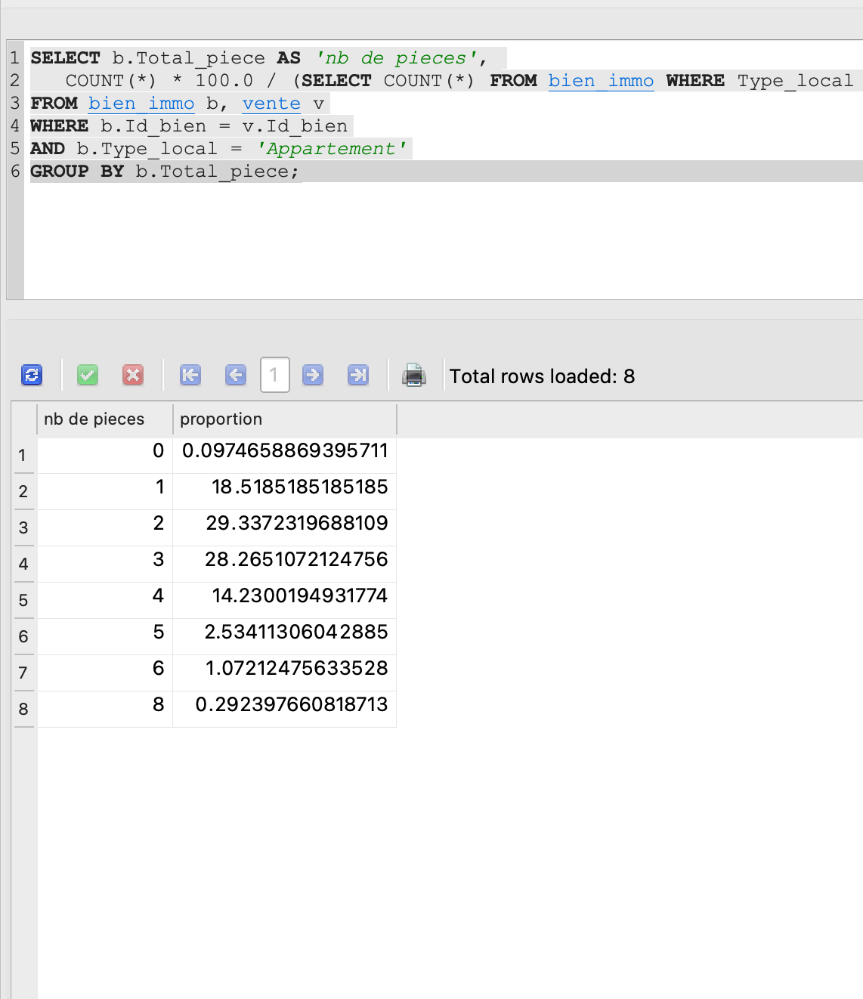 1 SELECT b.Total_piece AS 'nb de pieces',
2 COUNT(*) * 100.0 / (SELECT COUNT(*) FROM bien_immo WHERE Type_local
3 FROM bien_immo b, vente v
4 WHERE b.Id_bien = v.Id_bien
5 AND b.Type_local = 'Appartement'
6 GROUP BY b.Total_piece;
1 Total rows loaded: 8
nb de pieces proportion
1 0 0.0974658869395711
2 1 18.5185185185185
3 2 29.3372319688109
4 3 28.2651072124756
5 4 14.2300194931774
6 5 2.53411306042885
7 6 1.07212475633528
8 8 0.292397660818713